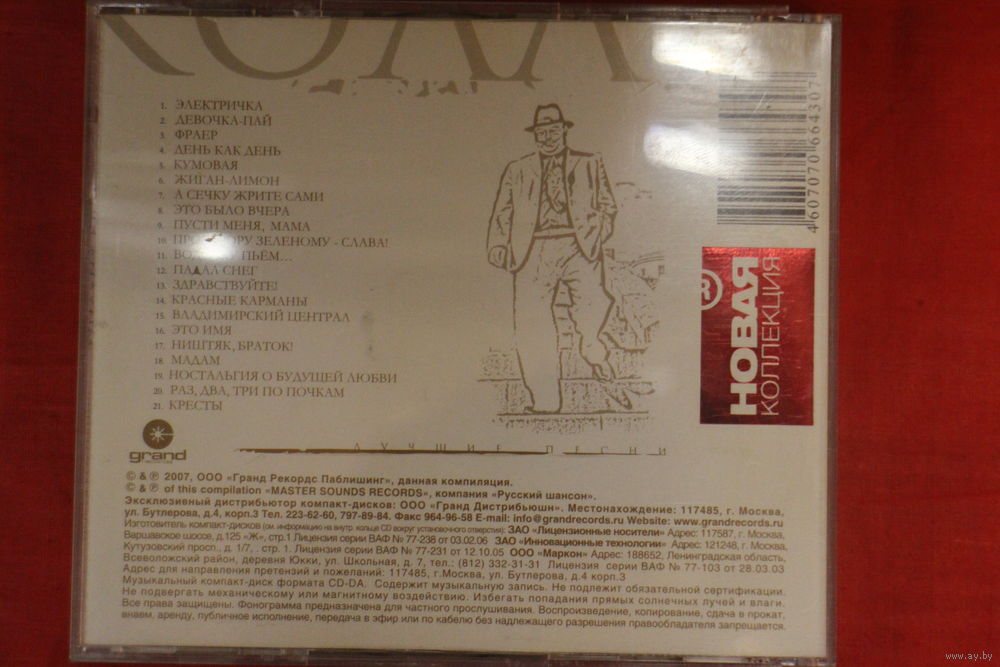 1. ЭЛЕКТРИЧКА
2. ДЕВОЧКА-ПАЙ
3. ФРАЕР
4. ДЕНЬ КАК ДЕНЬ
5. КУМОВАЯ
6. ЖИГАН-ЛИМОН
7. А СЕЧКУ ЖРИТЕ САМИ
8. ЭТО БЫЛО ВЧЕРА
9. ПУСТИ МЕНЯ, МАМА
10. ЗЕЛЕНОМУ - СЛАВА!
11. ПЬЁМ...
12. ПАДАЛ СНЕГ
13. ЗДРАВСТВУЙТЕ!
14. КРАСНЫЕ КАРМАНЫ
15. ВЛАДИМИРСКИЙ ЦЕНТРАЛ
16. ЭТО ИМЯ
17. НИШТЯК, БРАТОК!
18. МАДАМ
19. НОСТАЛЬГИЯ О БУДУЩЕЙ ЛЮБВИ
20. РАЗ, ДВА, ТРИ ПО ПОЧКАМ
21. КРЕСТЫ
4607070664307
®
НОВАЯ
КОЛЛЕКЦИЯ
grand
ЛУЧШИЕ ПЕСНИ
© & ℗ 2007, ООО «Гранд Рекордс Паблишинг», данная компиляция.
© & ℗ of this compilation «MASTER SOUNDS RECORDS», компания «Русский шансон».
Эксклюзивный дистрибьютор компакт-дисков: ООО «Гранд Дистрибьюшн». Местонахождение: 117485, г. Москва,
ул. Бутлерова, д.4, корп.3 Тел. 223-62-60, 797-89-84. Факс 964-96-58 E-mail: info@grandrecords.ru Website: www.grandrecords.ru
Изготовитель компакт-дисков (см. информацию на внутр. кольце CD вокруг установочного отверстия): ЗАО «Лицензионные носители» Адрес: 117587, г. Москва,
Варшавское шоссе, д.125 «Ж», стр.1 Лицензия серии ВАФ № 77-238 от 03.02.06 ЗАО «Инновационные технологии» Адрес: 121248, г. Москва,
Кутузовский просп., д. 1/7, стр. 1. Лицензия серии ВАФ № 77-231 от 12.10.05 ООО «Маркон» Адрес: 188652, Ленинградская область,
Всеволожский район, деревня Юкки, ул. Школьная, д. 7, тел.: (812) 332-31-31 Лицензия серии ВАФ № 77-103 от 28.03.03
Адрес для направления претензий и пожеланий: 117485, г.Москва, ул. Бутлерова, д.4 корп.3
Музыкальный компакт-диск формата CD-DA. Содержит музыкальную запись. Не подлежит обязательной сертификации.
Не подвергать механическому или магнитному воздействию. Избегать попадания прямых солнечных лучей и влаги.
Все права защищены. Фонограмма предназначена для частного прослушивания. Воспроизведение, копирование, сдача в прокат,
внаем, аренду, публичное исполнение, передача в эфир или по кабелю без надлежащего разрешения правообладателя запрещается.
www.ay.by